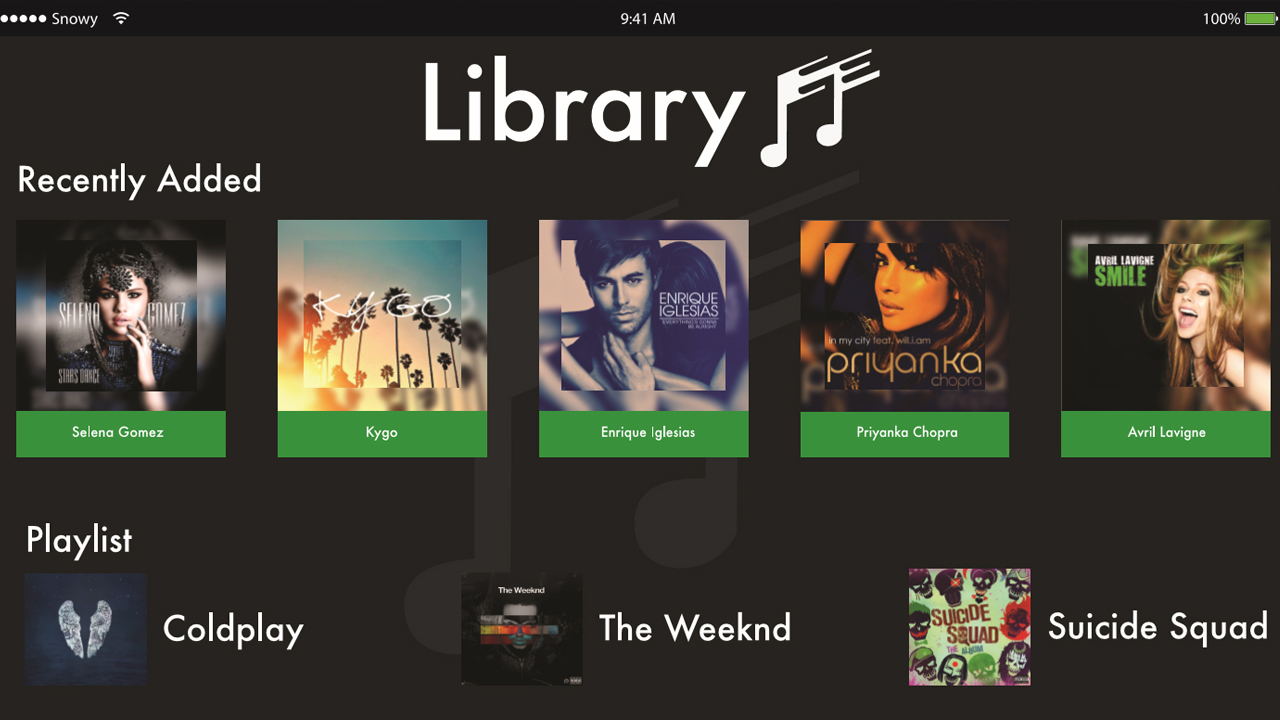 Snowy
9:41 AM
100%
Library
Recently Added
SELENA GOMEZ
STARS DANCE
KYGO
ENRIQUE
IGLESIAS
EVERYTHING'S GONNA
BE ALRIGHT
in my city feat. will.i.am
priyanka
chopra
AVRIL LAVIGNE
SMILE
Selena Gomez
Kygo
Enrique Iglesias
Priyanka Chopra
Avril Lavigne
Playlist
Coldplay
The Weeknd
The Weeknd
SUICIDE
SQUAD
THE ALBUM
Suicide Squad